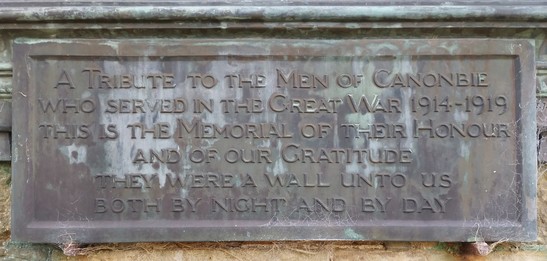 A Tribute to the Men of Canonbie
who served in the Great War 1914-1919
this is the Memorial of their Honour
and of our Gratitude
they were a wall unto us
both by night and by day